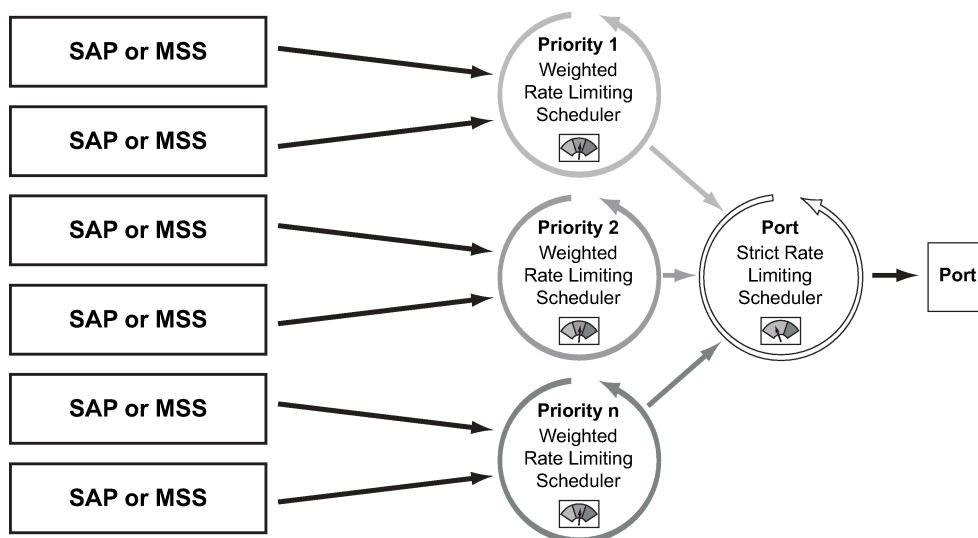 SAP or MSS
SAP or MSS
SAP or MSS
SAP or MSS
SAP or MSS
SAP or MSS
Priority 1
Weighted
Rate Limiting
Scheduler
Priority 2
Weighted
Rate Limiting
Scheduler
Priority n
Weighted
Rate Limiting
Scheduler
Port
Strict Rate
Limiting
Scheduler
Port